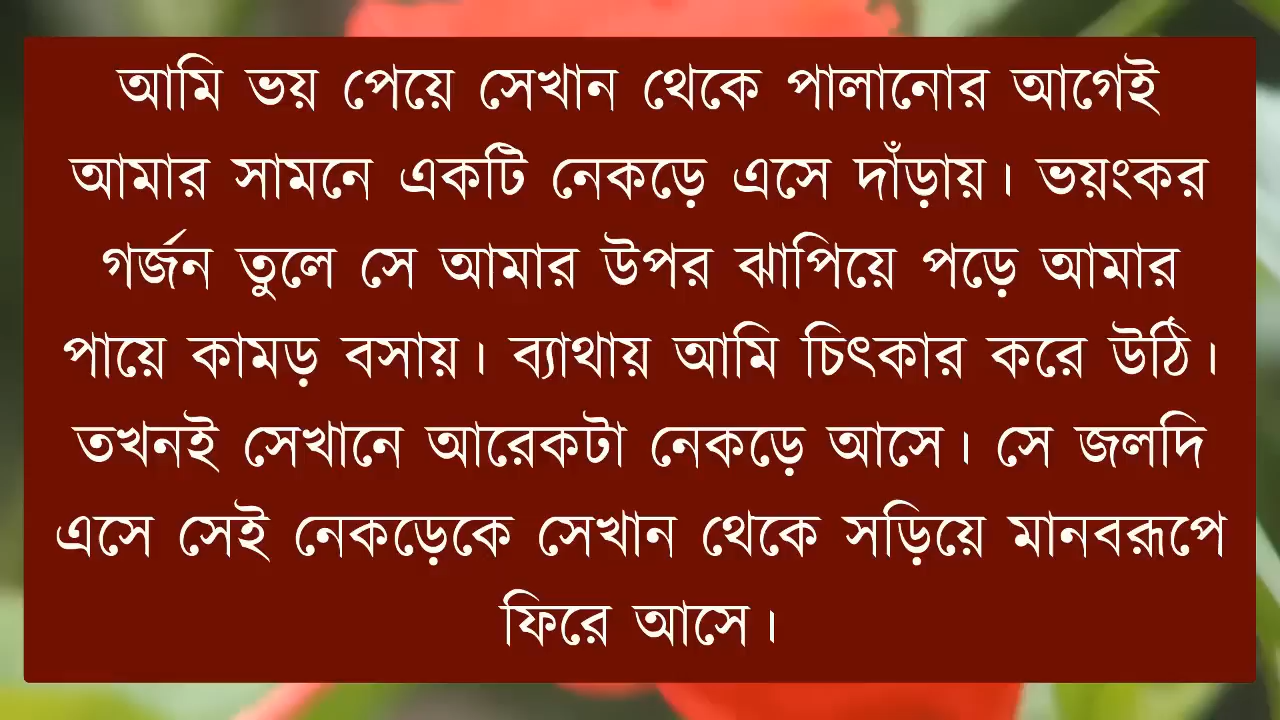 আমি ভয় পেয়ে সেখান থেকে পালানোর আগেই
আমার সামনে একটি নেকড়ে এসে দাঁড়ায়। ভয়ংকর
গর্জন তুলে সে আমার উপর ঝাপিয়ে পড়ে আমার
পায়ে কামড় বসায়। ব্যাথায় আমি চিৎকার করে উঠি।
তখনই সেখানে আরেকটা নেকড়ে আসে। সে জলদি
এসে সেই নেকড়েকে সেখান থেকে সড়িয়ে মানবরূপে
ফিরে আসে।